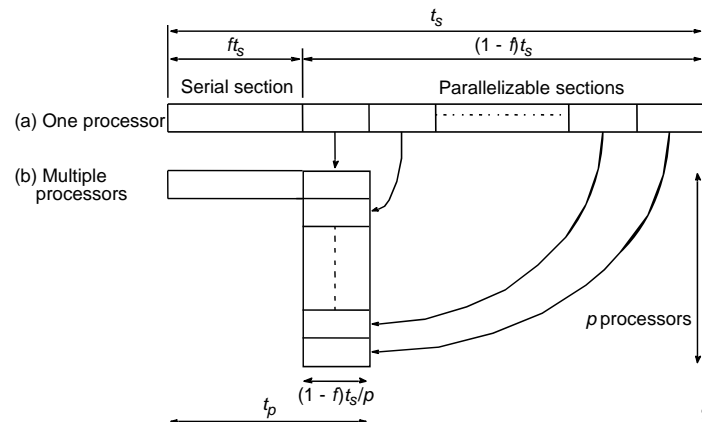 t_s
ft_s
(1 - f)t_s
Serial section
Parallelizable sections
(a) One processor
(b) Multiple
processors
p processors
(1 - f)t_s/p
t_p